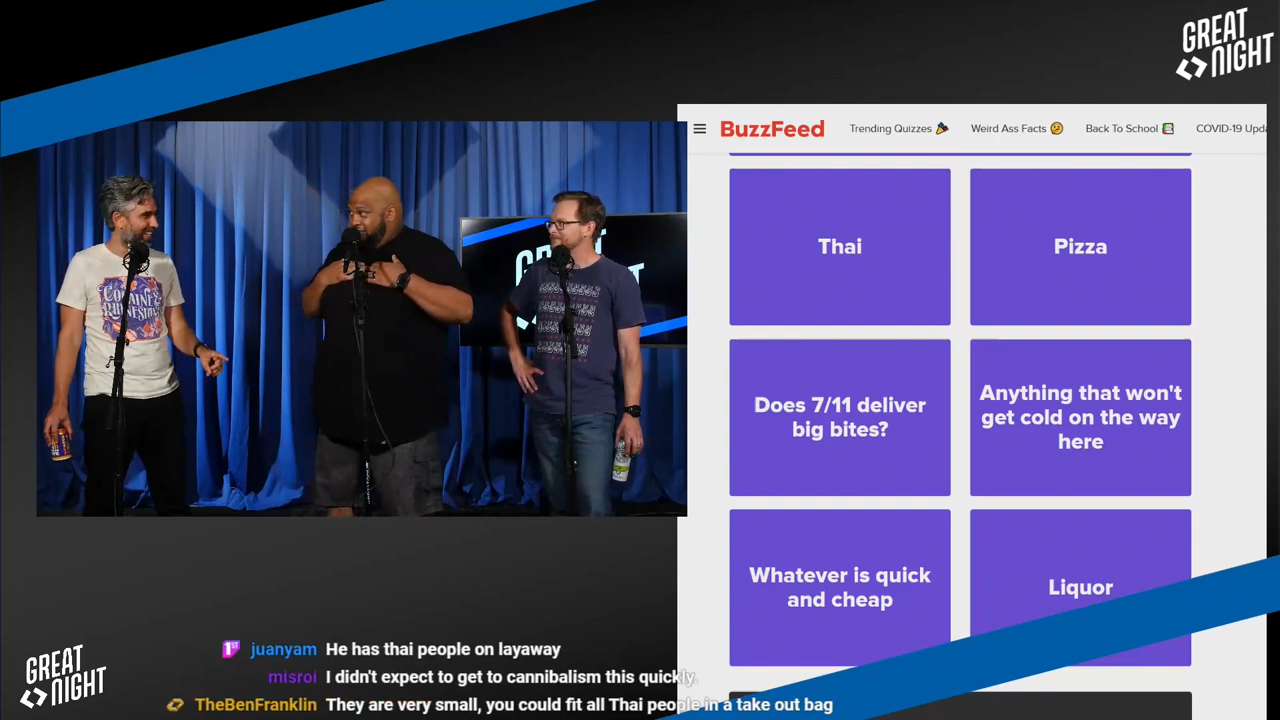 GREAT
NIGHT
BuzzFeed
Trending Quizzes
Weird Ass Facts
Back To School
COVID-19 Upda
COCAINE &
RHINESTONES
Thai
Pizza
Does 7/11 deliver
big bites?
Anything that won't
get cold on the way
here
Whatever is quick
and cheap
Liquor
GREAT
NIGHT
1ST juanyam He has thai people on layaway
misroi I didn't expect to get to cannibalism this quickly.
TheBenFranklin They are very small, you could fit all Thai people in a take out bag